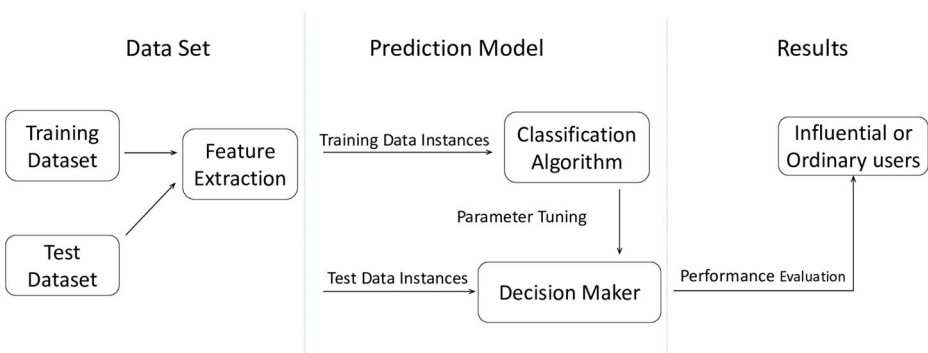 Data Set
Prediction Model
Results
Training
Dataset
Feature
Extraction
Test
Dataset
Training Data Instances
Classification
Algorithm
Parameter Tuning
Test Data Instances
Decision Maker
Performance Evaluation
Influential or
Ordinary users